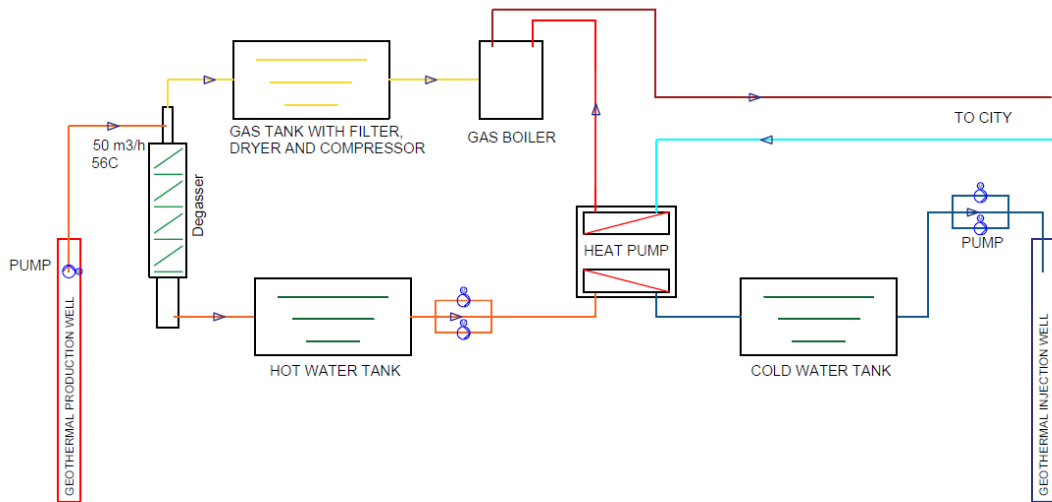 GAS TANK WITH FILTER,
DRYER AND COMPRESSOR
GAS BOILER
TO CITY
50 m3/h
56C
Degasser
PUMP
GEOTHERMAL PRODUCTION WELL
HOT WATER TANK
HEAT PUMP
COLD WATER TANK
PUMP
GEOTHERMAL INJECTION WELL